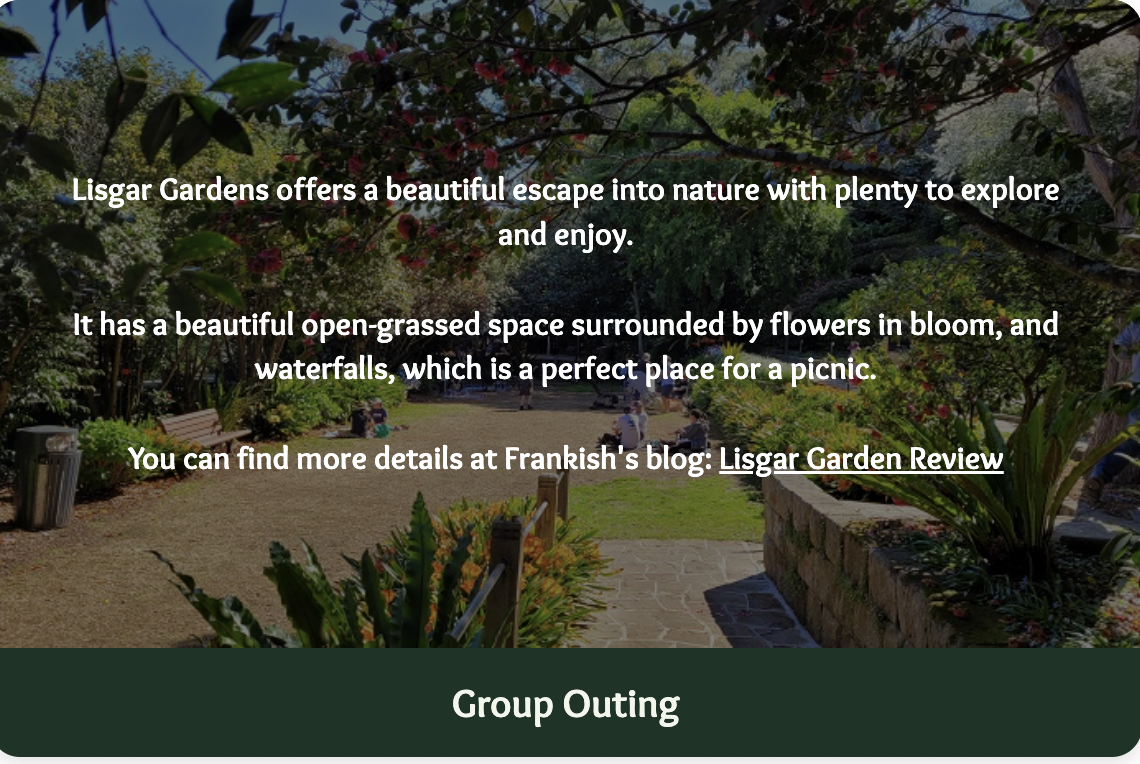 Lisgar Gardens offers a beautiful escape into nature with plenty to explore
and enjoy.
It has a beautiful open-grassed space surrounded by flowers in bloom, and
waterfalls, which is a perfect place for a picnic.
You can find more details at Frankish's blog: Lisgar Garden Review
Group Outing